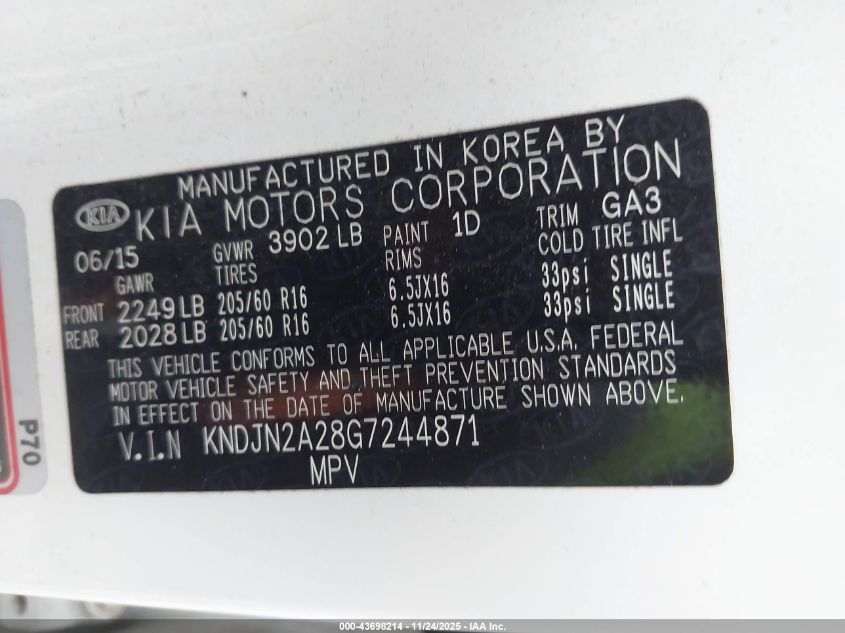 MANUFACTURED IN KOREA BY
KIA KIA MOTORS CORPORATION
06/15 GVWR 3902 LB PAINT 1D TRIM GA3
GAWR TIRES RIMS COLD TIRE INFL
FRONT 2249 LB 205/60 R16 6.5JX16 33psi SINGLE
REAR 2028 LB 205/60 R16 6.5JX16 33psi SINGLE
THIS VEHICLE CONFORMS TO ALL APPLICABLE U.S.A. FEDERAL
MOTOR VEHICLE SAFETY AND THEFT PREVENTION STANDARDS
IN EFFECT ON THE DATE OF MANUFACTURE SHOWN ABOVE.
V.I.N KNDJN2A28G7244871
MPV
P70
000-43698214 - 11/24/2025 - IAA Inc.